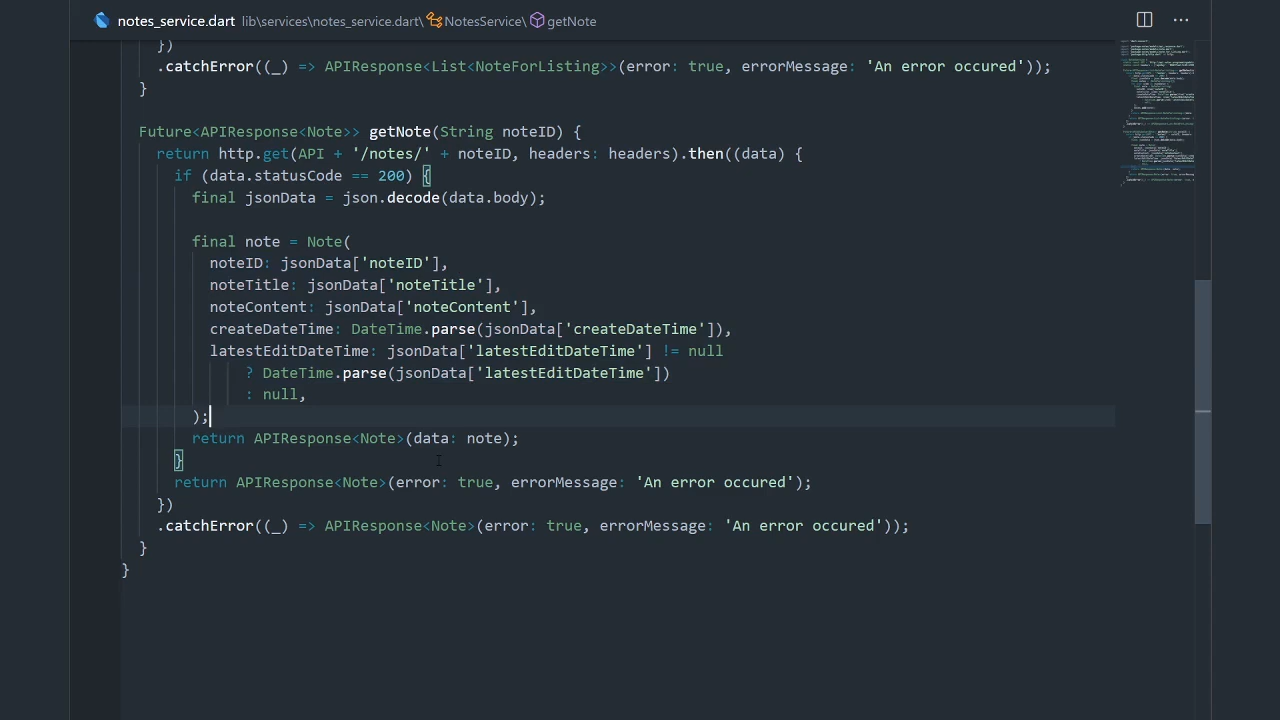 notes_service.dart lib\services\notes_service.dart\ NotesService\ getNote
})
.catchError((_) => APIResponse<List<NoteForListing>>(error: true, errorMessage: 'An error occured'));
}
Future<APIResponse<Note>> getNote(String noteID) {
return http.get(API + '/notes/' + noteID, headers: headers).then((data) {
if (data.statusCode == 200) {
final jsonData = json.decode(data.body);
final note = Note(
noteID: jsonData['noteID'],
noteTitle: jsonData['noteTitle'],
noteContent: jsonData['noteContent'],
createDateTime: DateTime.parse(jsonData['createDateTime']),
latestEditDateTime: jsonData['latestEditDateTime'] != null
? DateTime.parse(jsonData['latestEditDateTime'])
: null,
);
return APIResponse<Note>(data: note);
}
return APIResponse<Note>(error: true, errorMessage: 'An error occured');
})
.catchError((_) => APIResponse<Note>(error: true, errorMessage: 'An error occured'));
}
}